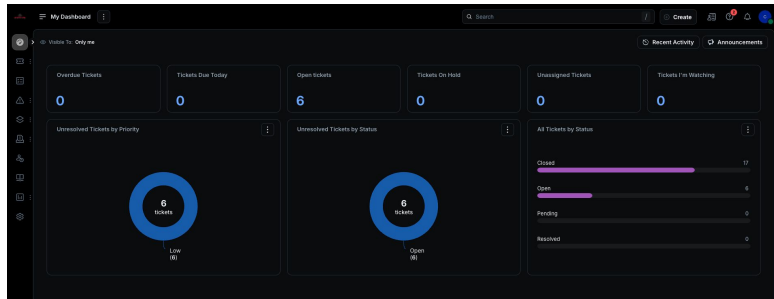 My Dashboard
Search
/
Create
Visible To: Only me
Recent Activity
Announcements
Overdue Tickets
0
Tickets Due Today
0
Open tickets
6
Tickets On Hold
0
Unassigned Tickets
0
Tickets I'm Watching
0
Unresolved Tickets by Priority
6
tickets
Low
(6)
Unresolved Tickets by Status
6
tickets
Open
(6)
All Tickets by Status
Closed 17
Open 6
Pending 0
Resolved 0